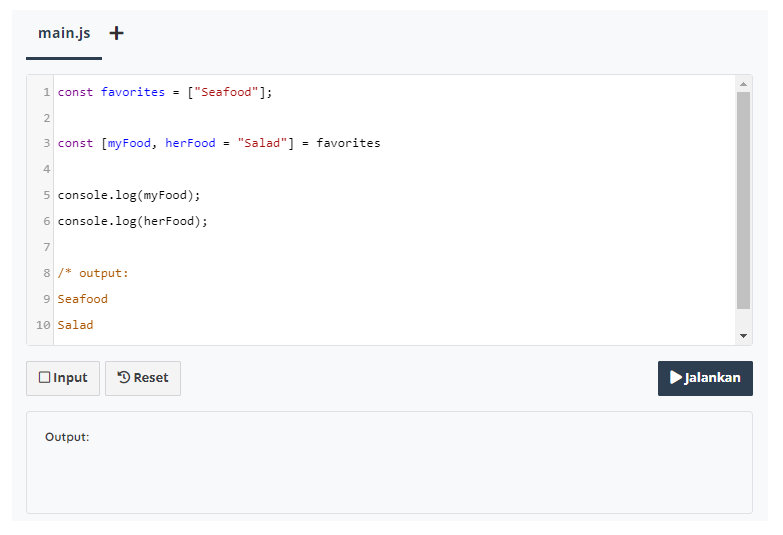 main.js +
1 const favorites = ["Seafood"];
2
3 const [myFood, herFood = "Salad"] = favorites
4
5 console.log(myFood);
6 console.log(herFood);
7
8 /* output:
9 Seafood
10 Salad
Input Reset Jalankan
Output: